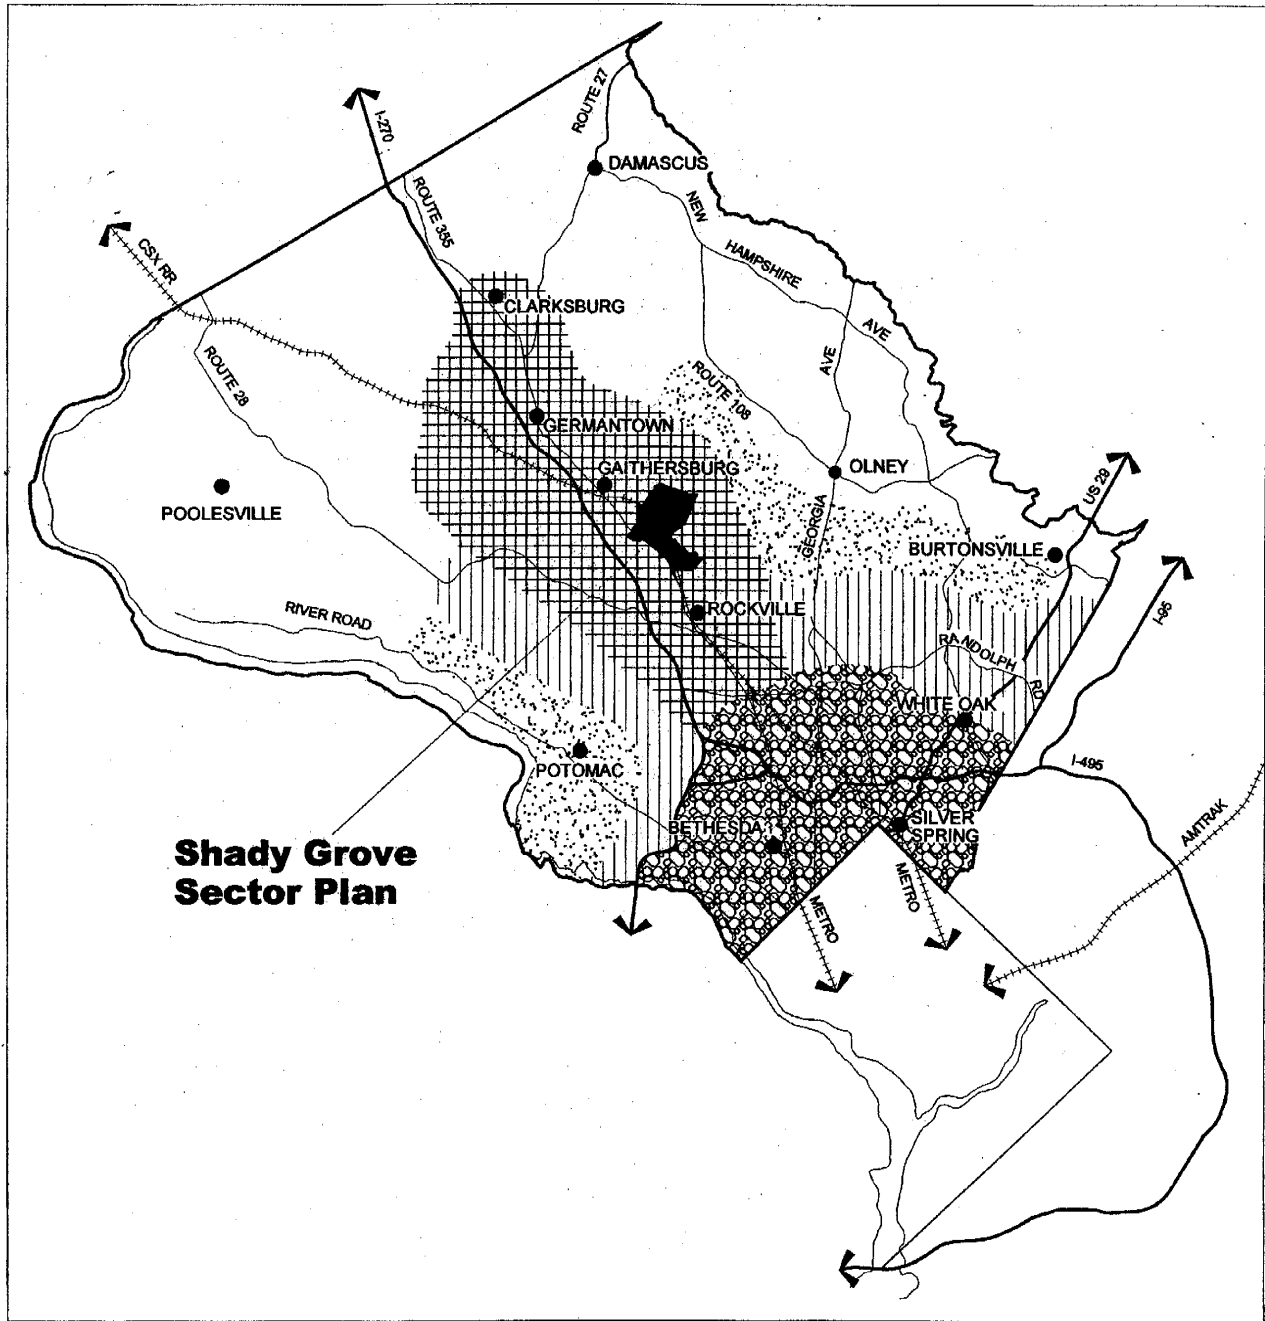 ROUTE 27
I-270
DAMASCUS
ROUTE 355
NEW
HAMPSHIRE
AVE
CSX RR
CLARKSBURG
AVE
ROUTE 28
ROUTE 108
GERMANTOWN
GAITHERSBURG
OLNEY
US 29
POOLESVILLE
GEORGIA
BURTONSVILLE
RIVER ROAD
ROCKVILLE
I-95
RANDOLPH
RD
WHITE OAK
POTOMAC
I-495
BETHESDA
SILVER
SPRING
AMTRAK
Shady Grove
Sector Plan
METRO
METRO